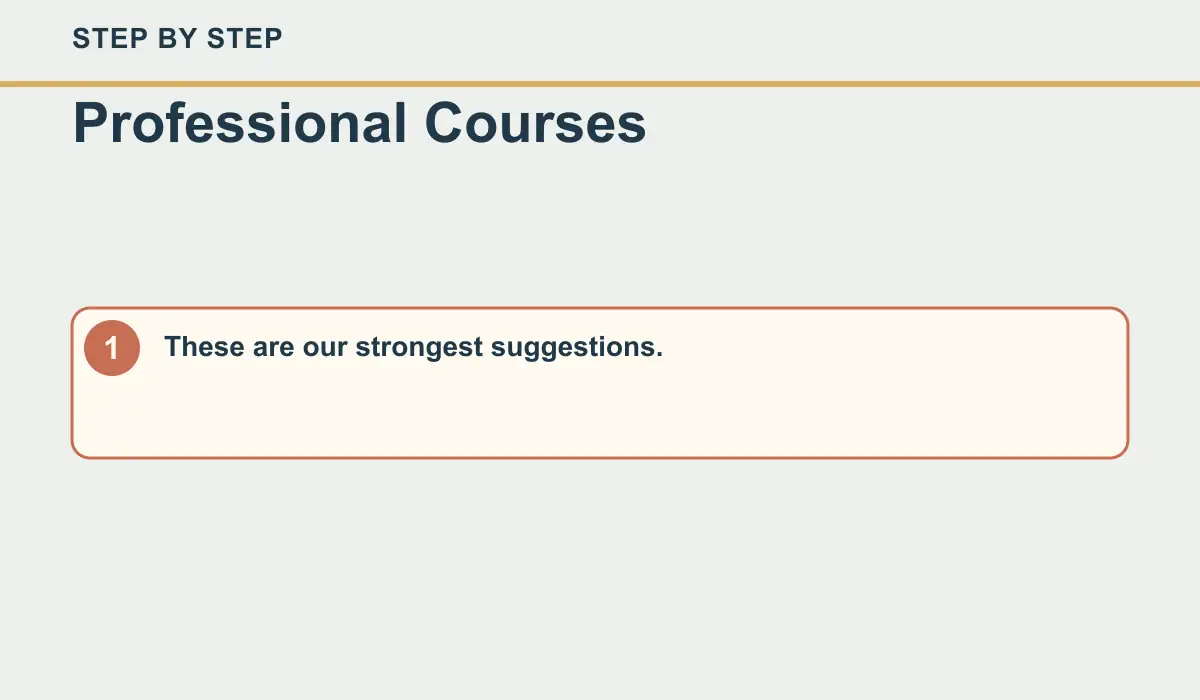 STEP BY STEP
Professional Courses
1 These are our strongest suggestions.